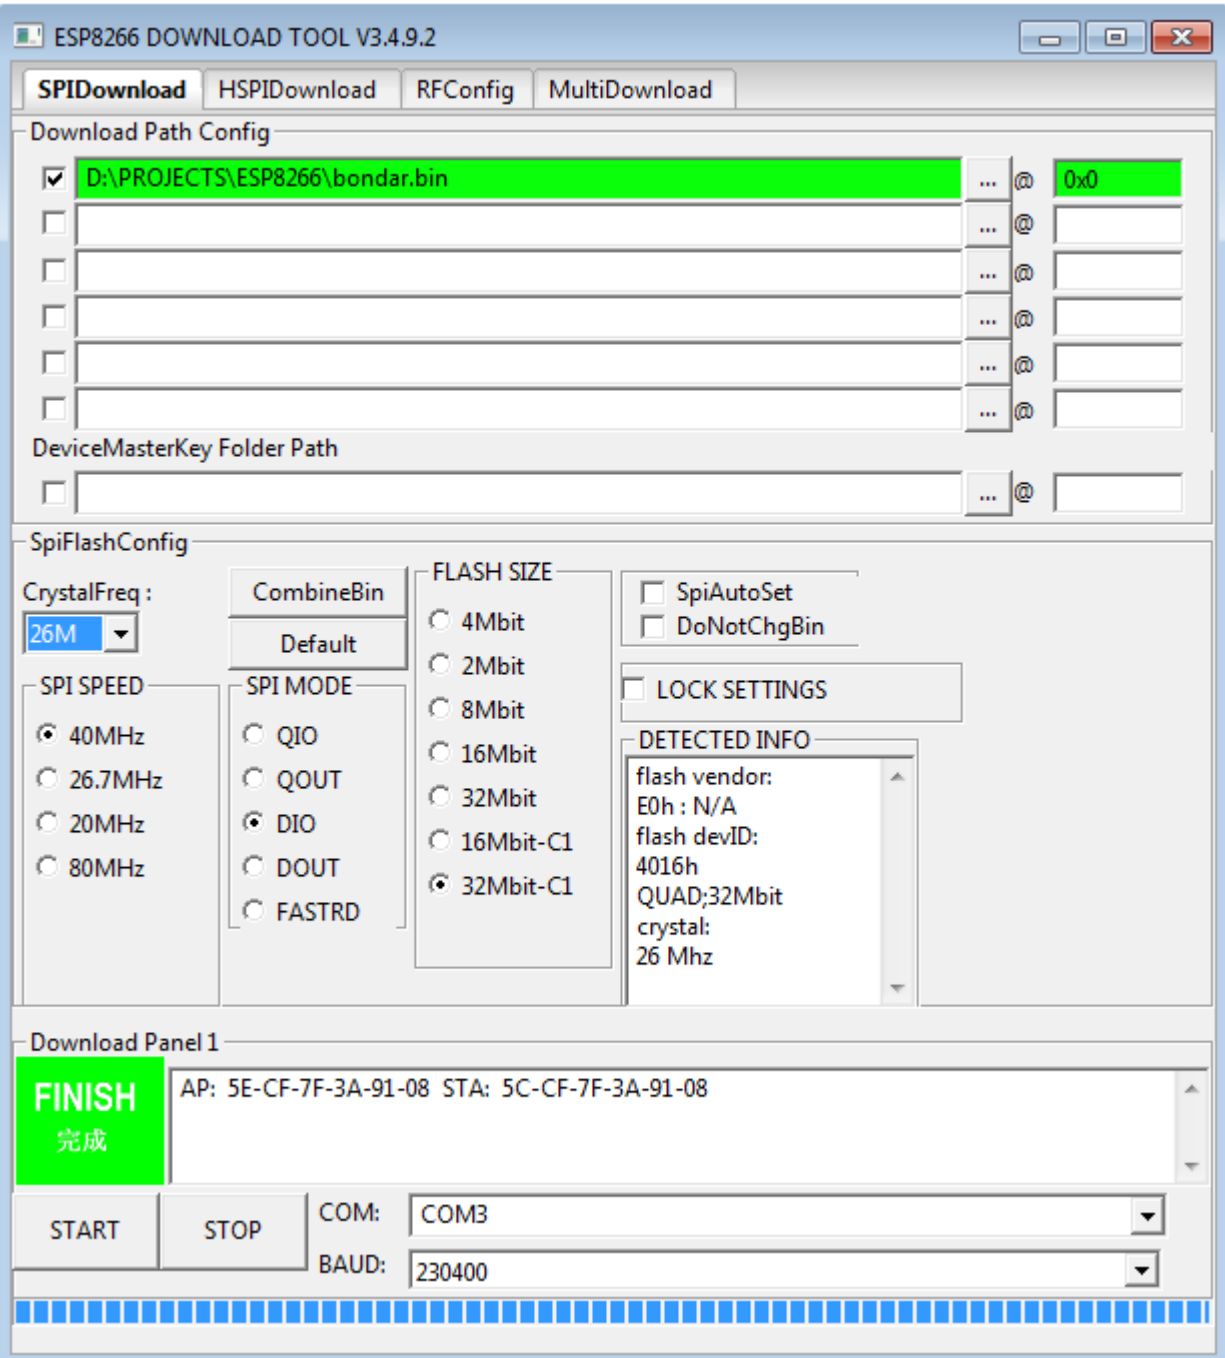 ESP8266 DOWNLOAD TOOL V3.4.9.2
SPIDownload HSPIDownload RFConfig MultiDownload
Download Path Config
D:\PROJECTS\ESP8266\bondar.bin ... @ 0x0
... @
... @
... @
... @
... @
DeviceMasterKey Folder Path
... @
SpiFlashConfig
CrystalFreq :
26M
CombineBin
Default
SPI SPEED
40MHz
26.7MHz
20MHz
80MHz
SPI MODE
QIO
QOUT
DIO
DOUT
FASTRD
FLASH SIZE
4Mbit
2Mbit
8Mbit
16Mbit
32Mbit
16Mbit-C1
32Mbit-C1
SpiAutoSet
DoNotChgBin
LOCK SETTINGS
DETECTED INFO
flash vendor:
E0h : N/A
flash devID:
4016h
QUAD;32Mbit
crystal:
26 Mhz
Download Panel 1
FINISH
完成
AP: 5E-CF-7F-3A-91-08 STA: 5C-CF-7F-3A-91-08
START STOP
COM: COM3
BAUD: 230400